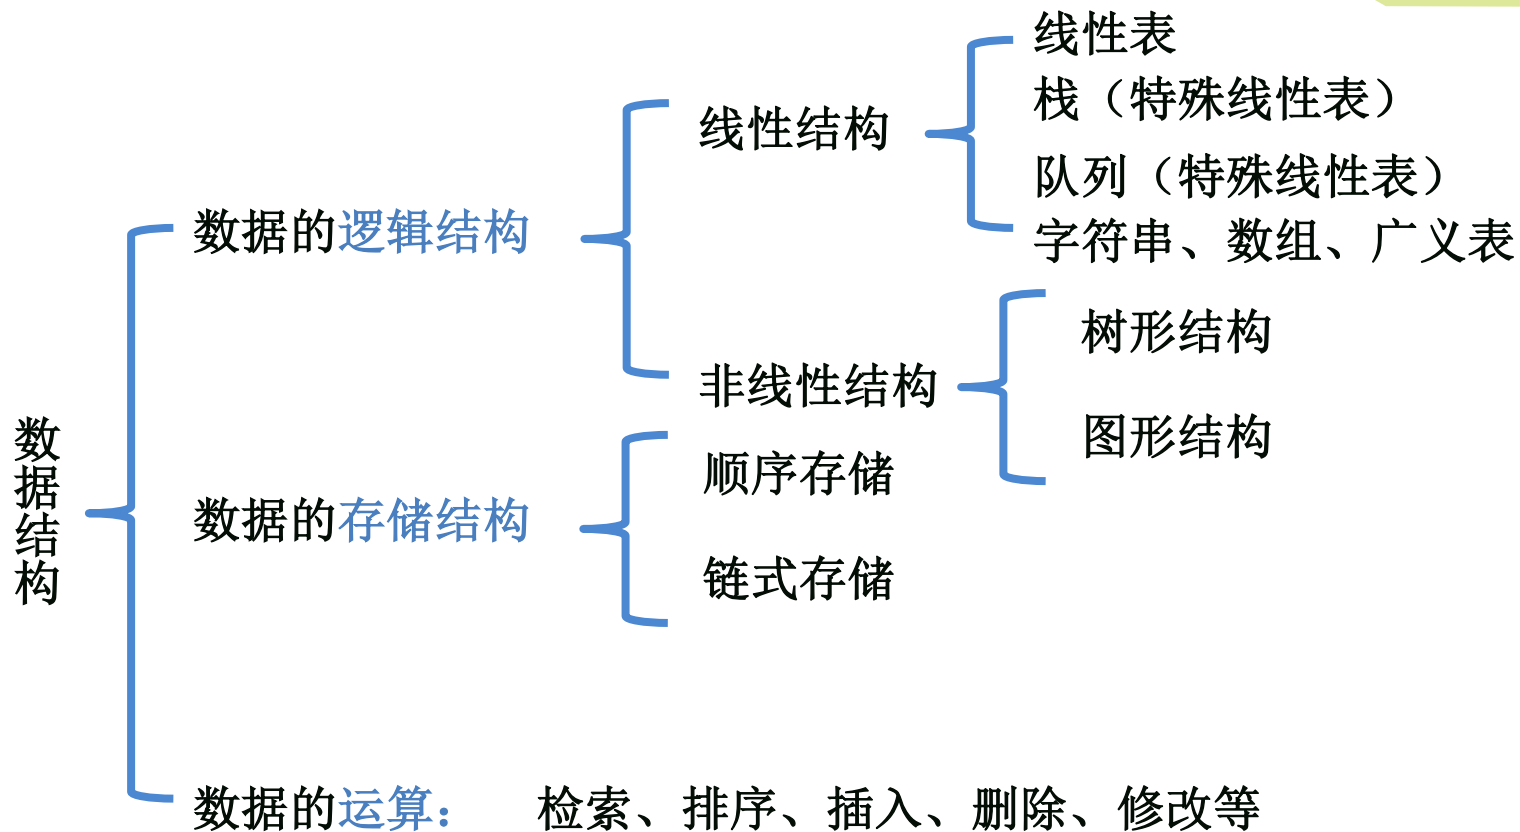 数据结构
数据的逻辑结构
线性结构
线性表
栈（特殊线性表）
队列（特殊线性表）
字符串、数组、广义表
非线性结构
树形结构
图形结构
数据的存储结构
顺序存储
链式存储
数据的运算： 检索、排序、插入、删除、修改等